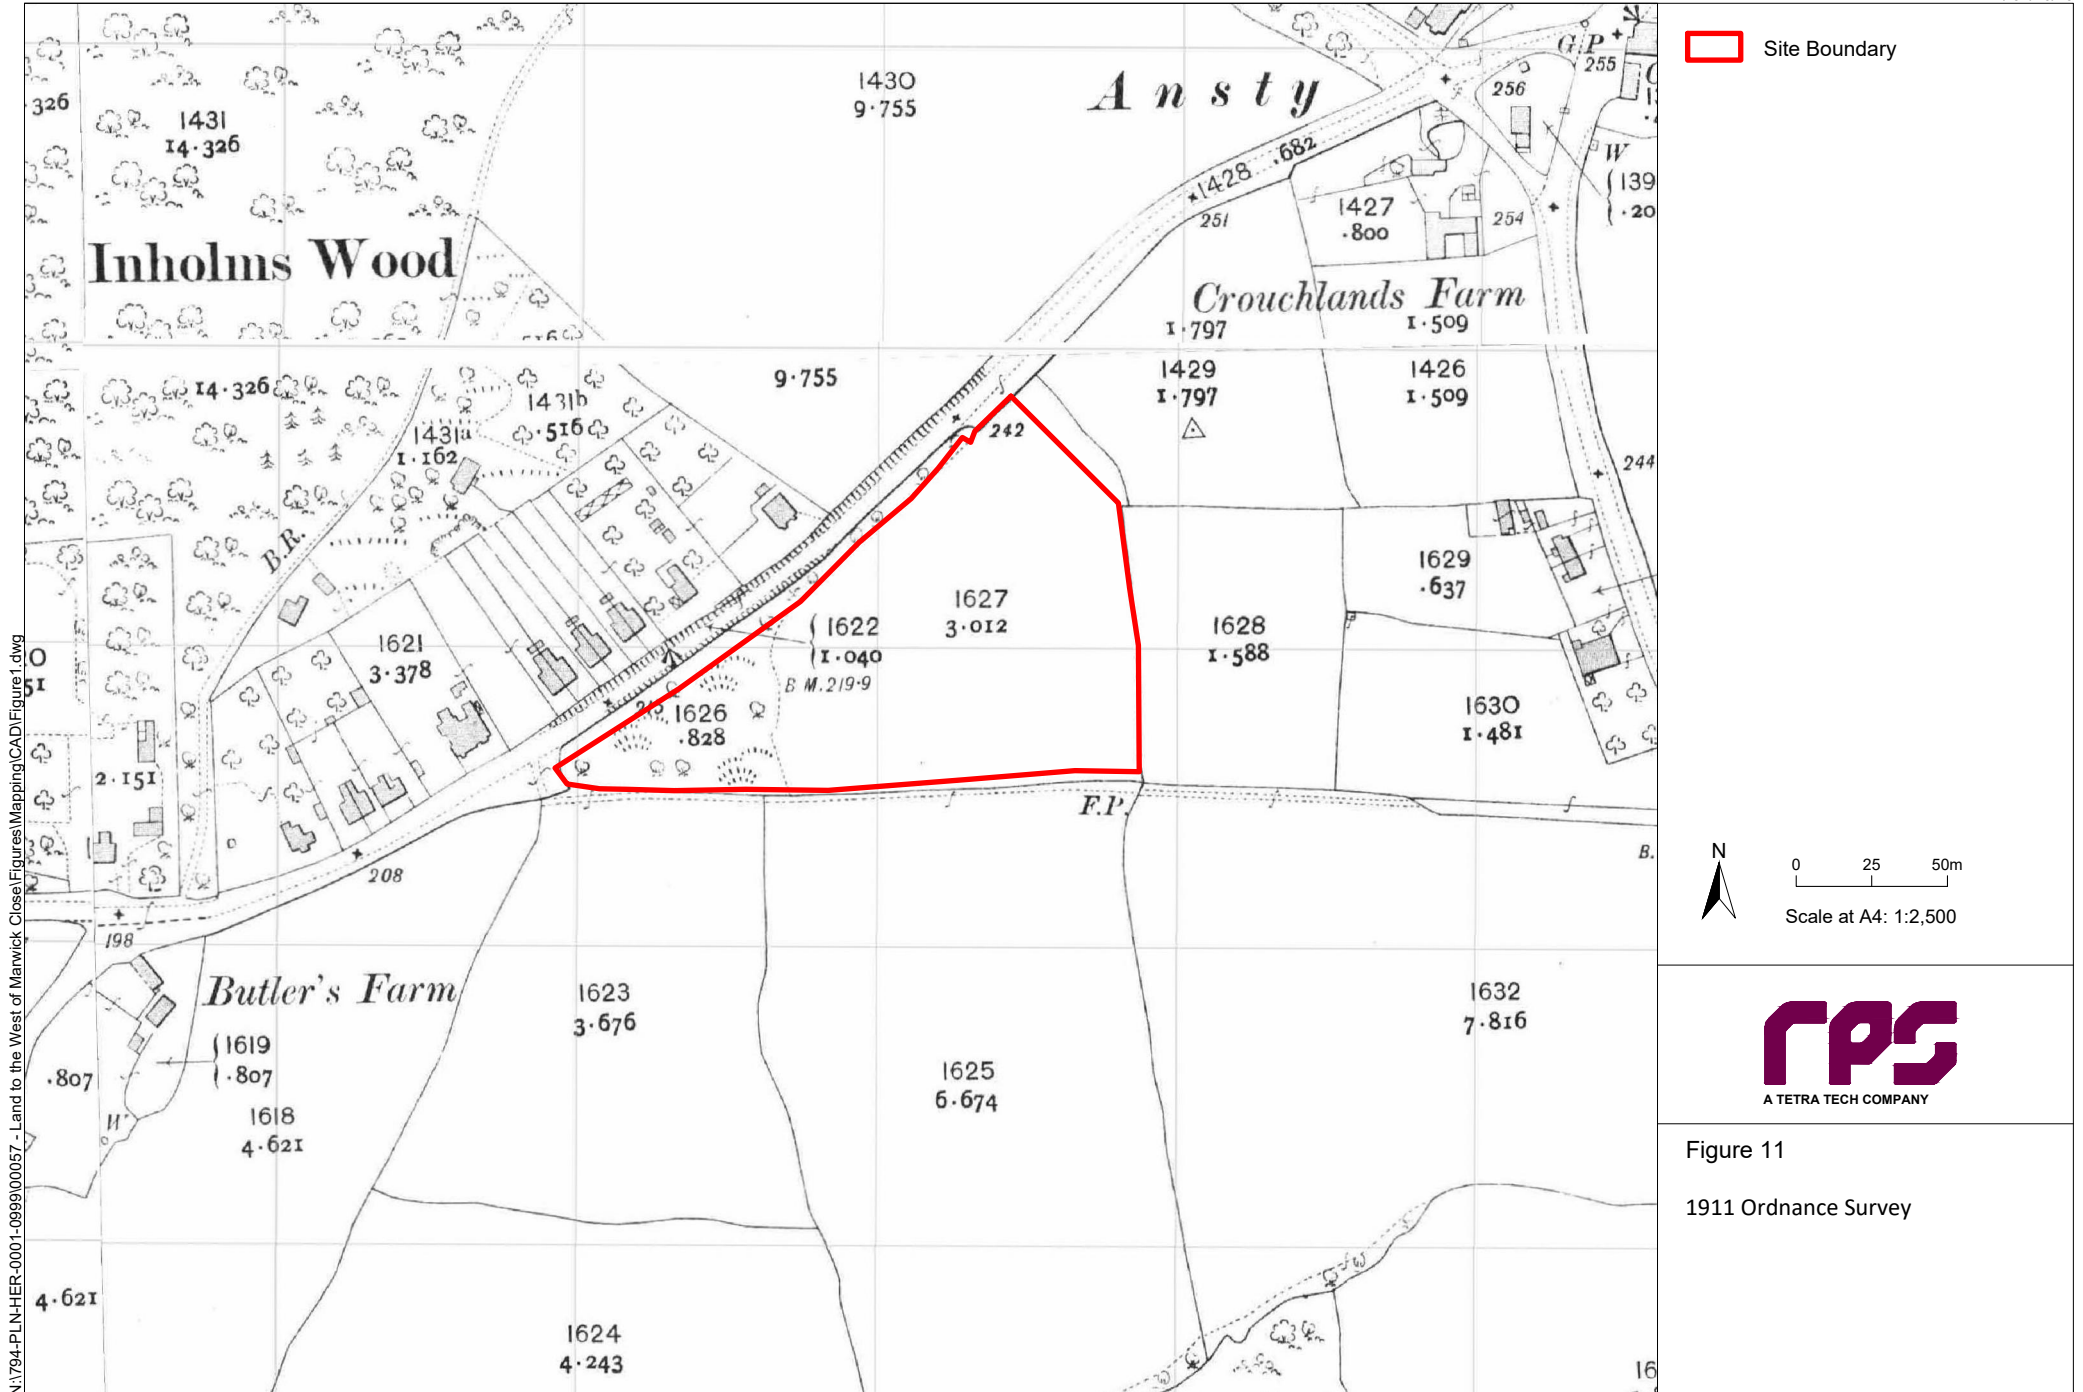 1430
9·755
Ansty
G.P
255
256
326
1431
14·326
1428 ·682
W
139
·20
1427
·800
251
254
Inholms Wood
Crouchlands Farm
1·797
1·509
9·755
1429
1·797
1426
1·509
14·326
1431b
·516
1431a
1·162
242
244
B.R.
1629
·637
1627
3·012
1622
1·040
1628
1·588
1621
3·378
B M.219·9
51
1626
·828
1630
1·481
2·151
F.P.
B.
208
198
Butler's Farm
1623
3·676
1632
7·816
1619
·807
·807
1625
6·674
1618
4·621
W
4·621
1624
4·243
16
N:\794-PLN-HER-0001-0999\00057 - Land to the West of Marwick Close\Figures\Mapping\CAD\Figure1.dwg
Site Boundary
N
0 25 50m
Scale at A4: 1:2,500
rps
A TETRA TECH COMPANY
Figure 11
1911 Ordnance Survey